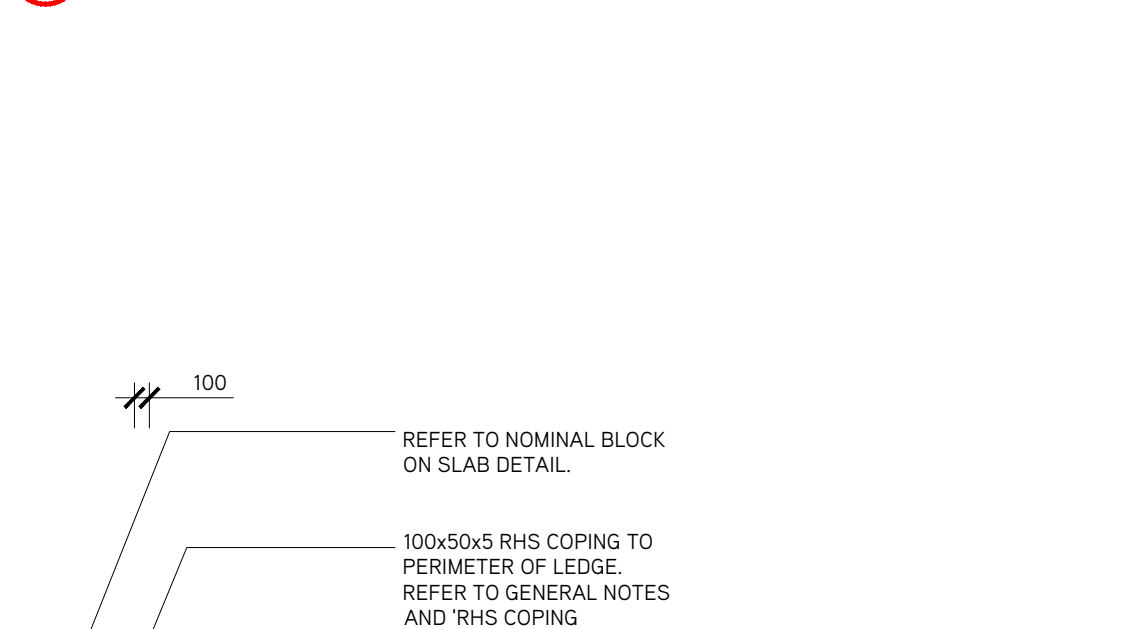 100
REFER TO NOMINAL BLOCK
ON SLAB DETAIL.
100x50x5 RHS COPING TO
PERIMETER OF LEDGE.
REFER TO GENERAL NOTES
AND 'RHS COPING